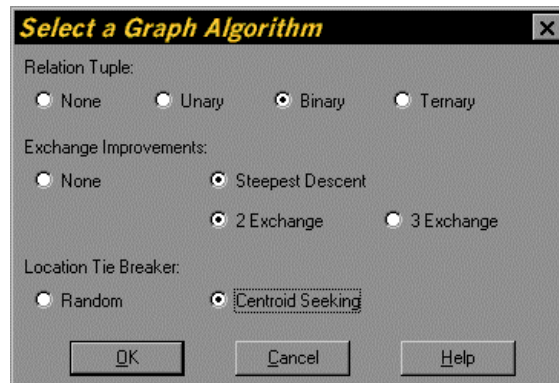 Select a Graph Algorithm
Relation Tuple:
None Unary Binary Ternary
Exchange Improvements:
None Steepest Descent
2 Exchange 3 Exchange
Location Tie Breaker:
Random Centroid Seeking
OK Cancel Help